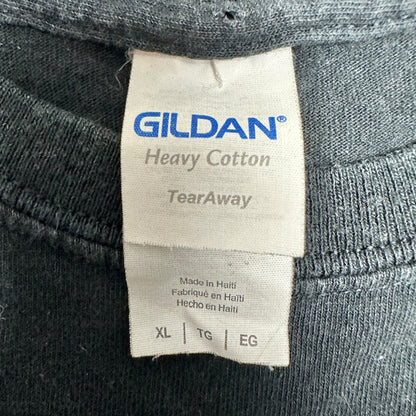 GILDAN®
Heavy Cotton
TearAway
Made in Haiti
Fabriqué en Haïti
Hecho en Haiti
XL | TG | EG